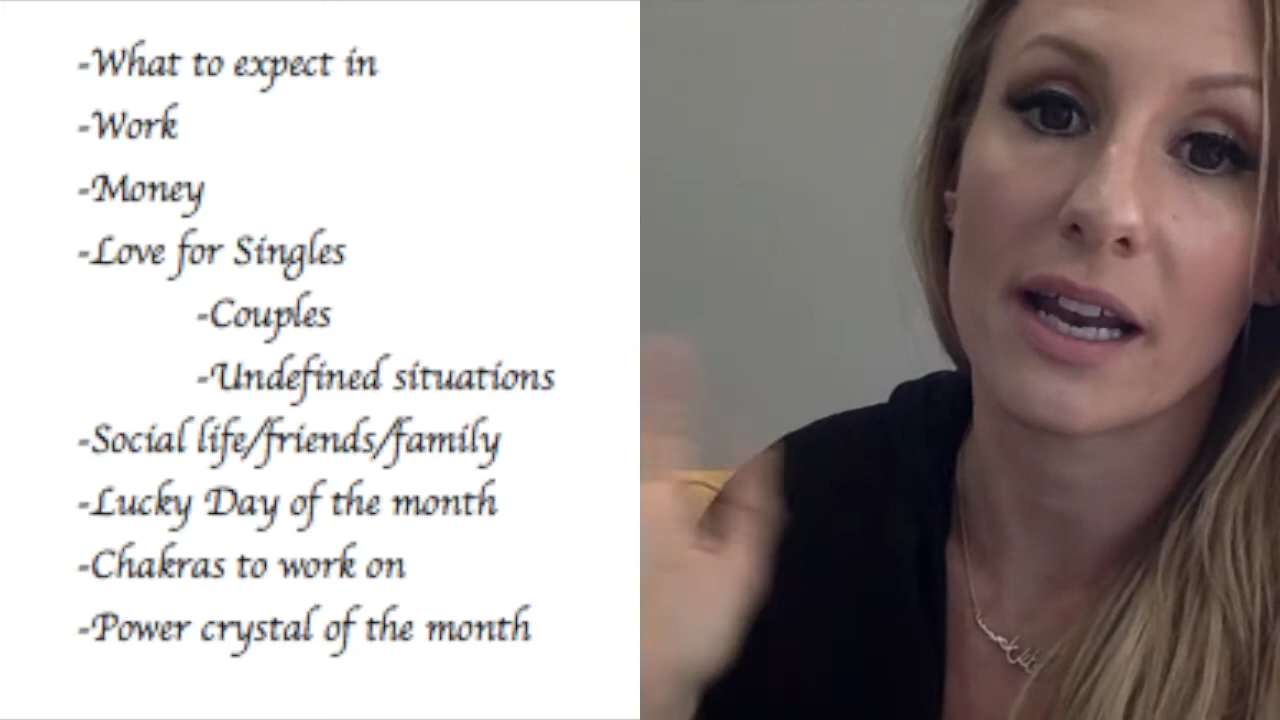 -What to expect in
-Work
-Money
-Love for Singles
-Couples
-Undefined situations
-Social life/friends/family
-Lucky Day of the month
-Chakras to work on
-Power crystal of the month